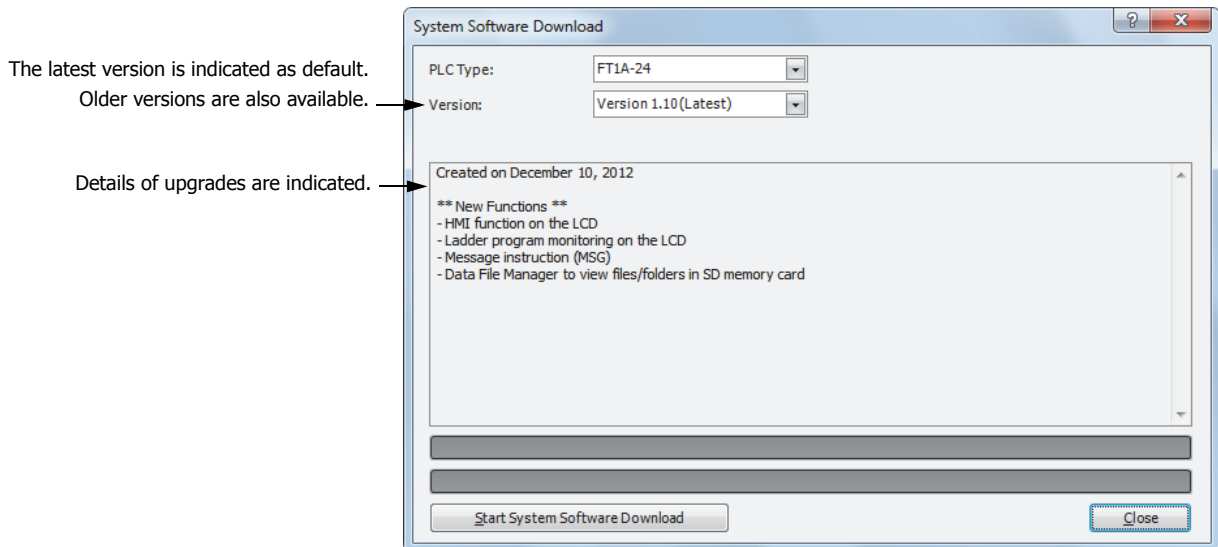 System Software Download
The latest version is indicated as default.
Older versions are also available.
PLC Type:
FT1A-24
Version:
Version 1.10(Latest)
Details of upgrades are indicated.
Created on December 10, 2012
** New Functions **
- HMI function on the LCD
- Ladder program monitoring on the LCD
- Message instruction (MSG)
- Data File Manager to view files/folders in SD memory card
Start System Software Download
Close